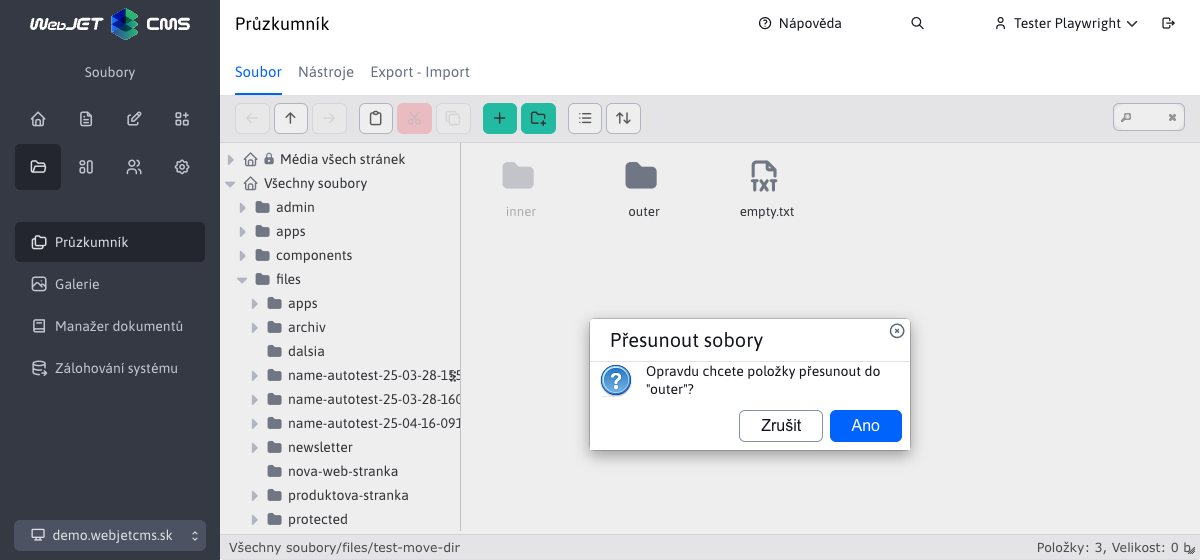 WebJET CMS
Průzkumník
Nápověda
Tester Playwright
Soubory
Soubor
Nástroje
Export - Import
Média všech stránek
Všechny soubory
admin
apps
components
files
apps
archiv
dalsia
name-autotest-25-03-28-155
name-autotest-25-03-28-160
name-autotest-25-04-16-091
newsletter
nova-web-stranka
produktova-stranka
protected
inner
outer
TXT
empty.txt
Přesunout sobory
Opravdu chcete položky přesunout do
"outer"?
Zrušit
Ano
Průzkumník
Galerie
Manažer dokumentů
Zálohování systému
demo.webjetcms.sk
Všechny soubory/files/test-move-dir
Položky: 3, Velikost: 0 b